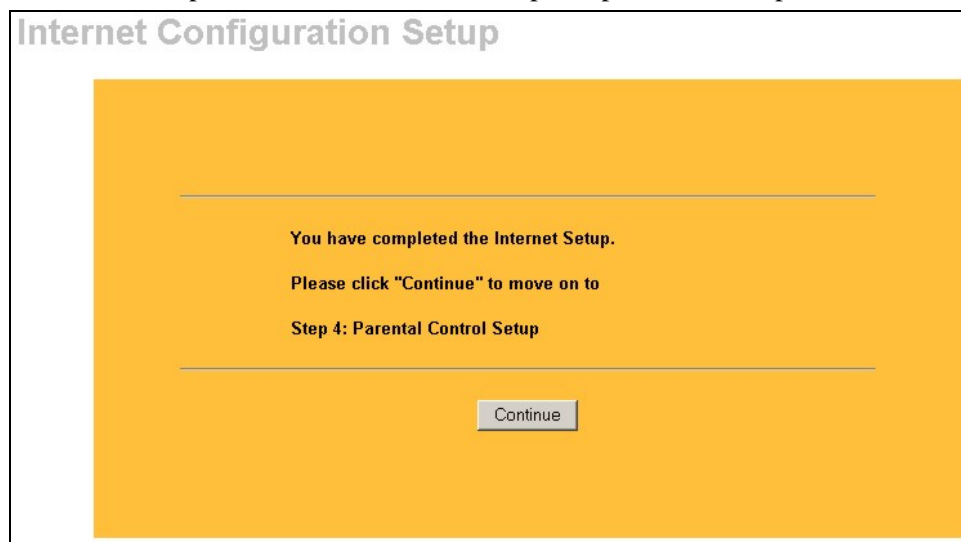 Internet Configuration Setup
You have completed the Internet Setup.
Please click "Continue" to move on to
Step 4: Parental Control Setup
Continue